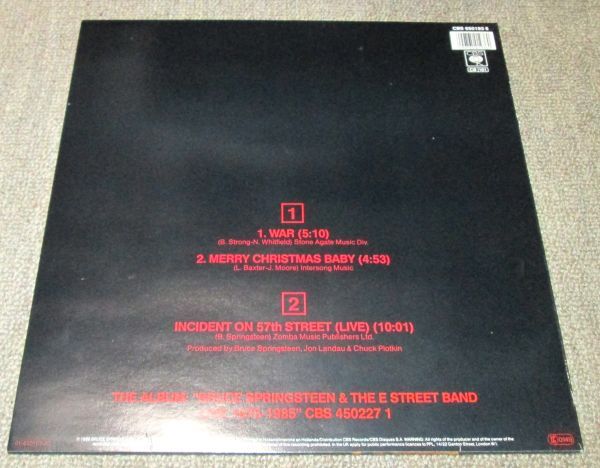 CBS 650193 6
CBS
1
1. WAR (5:10)
(B. Strong-N. Whitfield) Stone Agate Music Div.
2. MERRY CHRISTMAS BABY (4:53)
(L. Baxter-J. Moore) Intersong Music
2
INCIDENT ON 57th STREET (LIVE) (10:01)
(B. Springsteen) Zomba Music Publishers Ltd.
Produced by Bruce Springsteen, Jon Landau & Chuck Plotkin
THE ALBUM: "BRUCE SPRINGSTEEN & THE E STREET BAND
1985" CBS 450227 1